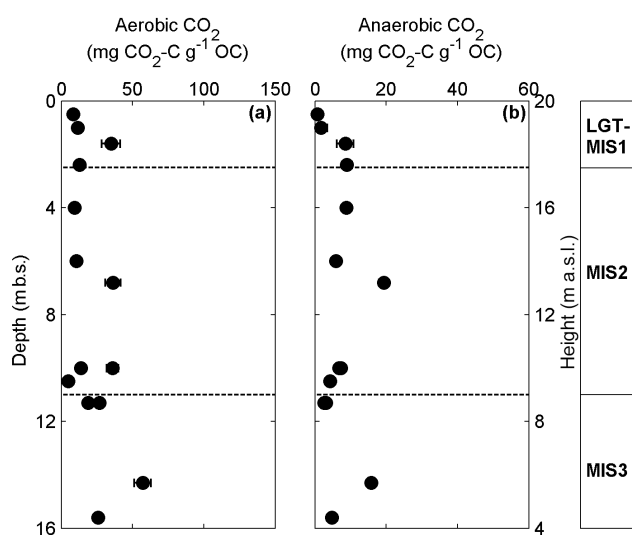 Aerobic CO2
(mg CO2-C g-1 OC)
Anaerobic CO2
(mg CO2-C g-1 OC)
0 50 100 150
0 20 40 60
(a)
(b)
0
4
8
12
16
Depth (m b.s.)
20
16
12
8
4
Height (m a.s.l.)
LGT-
MIS1
MIS2
MIS3